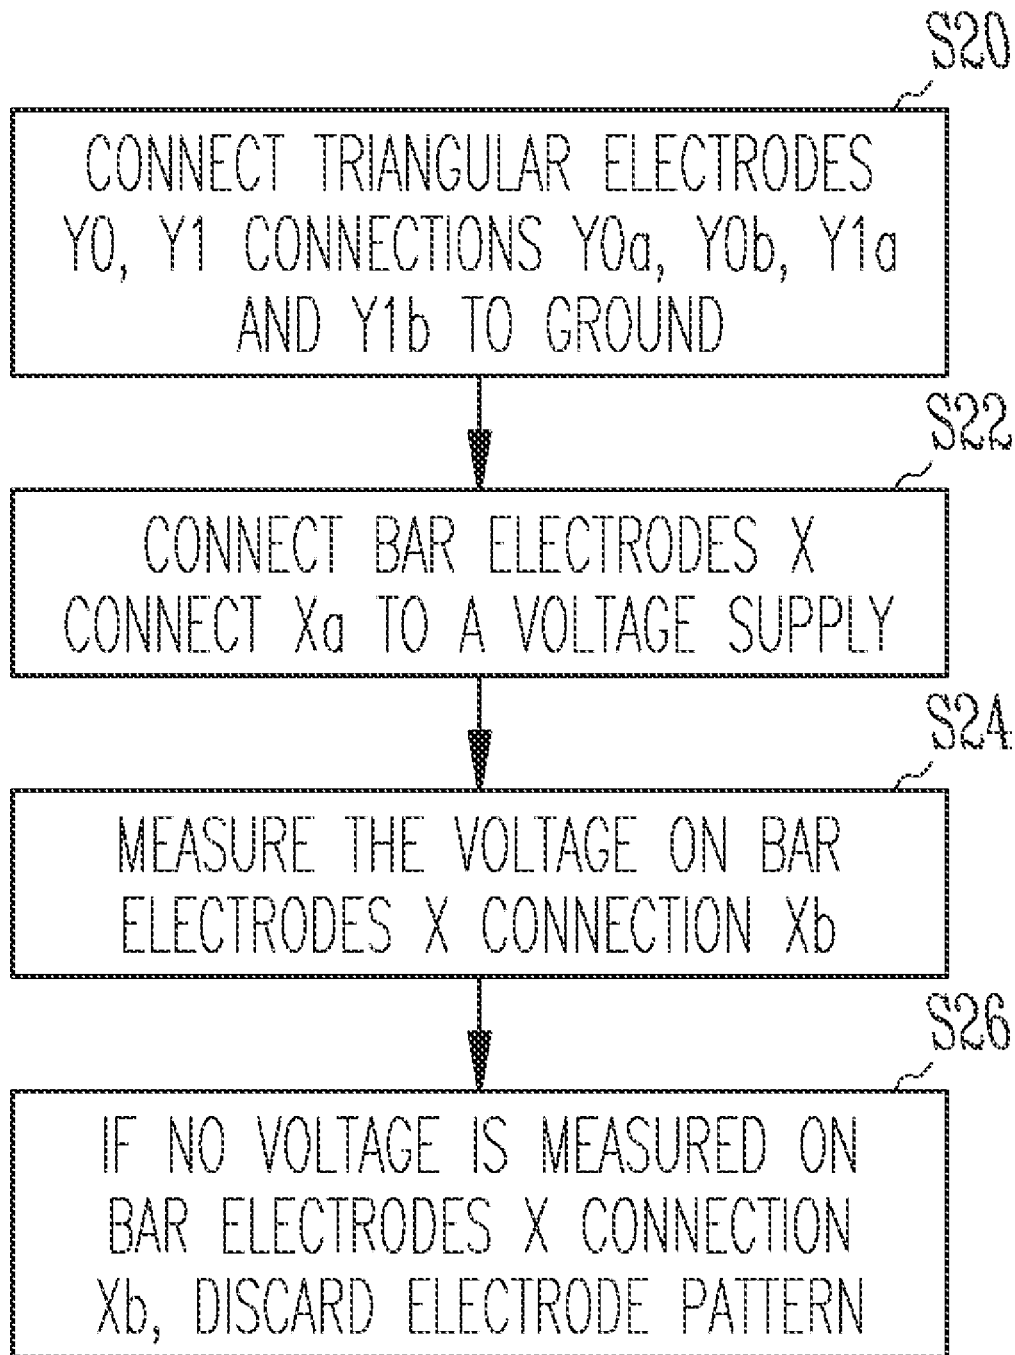 S20
CONNECT TRIANGULAR ELECTRODES
Y0, Y1 CONNECTIONS Y0a, Y0b, Y1a
AND Y1b TO GROUND
S22
CONNECT BAR ELECTRODES X
CONNECT Xa TO A VOLTAGE SUPPLY
S24
MEASURE THE VOLTAGE ON BAR
ELECTRODES X CONNECTION Xb
S26
IF NO VOLTAGE IS MEASURED ON
BAR ELECTRODES X CONNECTION
Xb, DISCARD ELECTRODE PATTERN